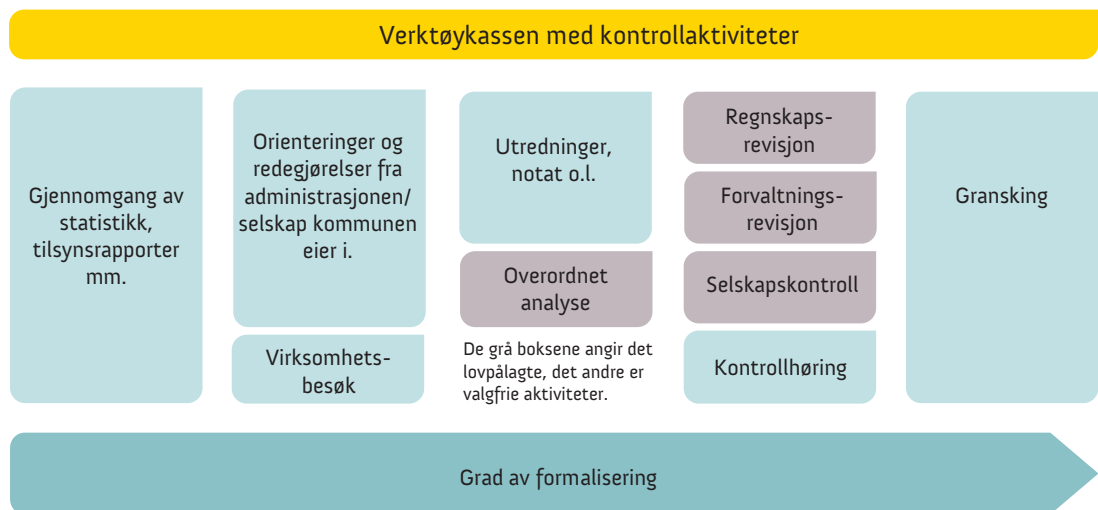 Verktøykassen med kontrollaktiviteter
Gjennomgang av
statistikk,
tilsynsrapporter
mm.
Orienteringer og
redegjørelser fra
administrasjonen/
selskap kommunen
eier i.
Virksomhets-
besøk
Utredninger,
notat o.l.
Overordnet
analyse
De grå boksene angir det
lovpålagte, det andre er
valgfrie aktiviteter.
Regnskaps-
revisjon
Forvaltnings-
revisjon
Selskapskontroll
Kontrollhøring
Gransking
Grad av formalisering